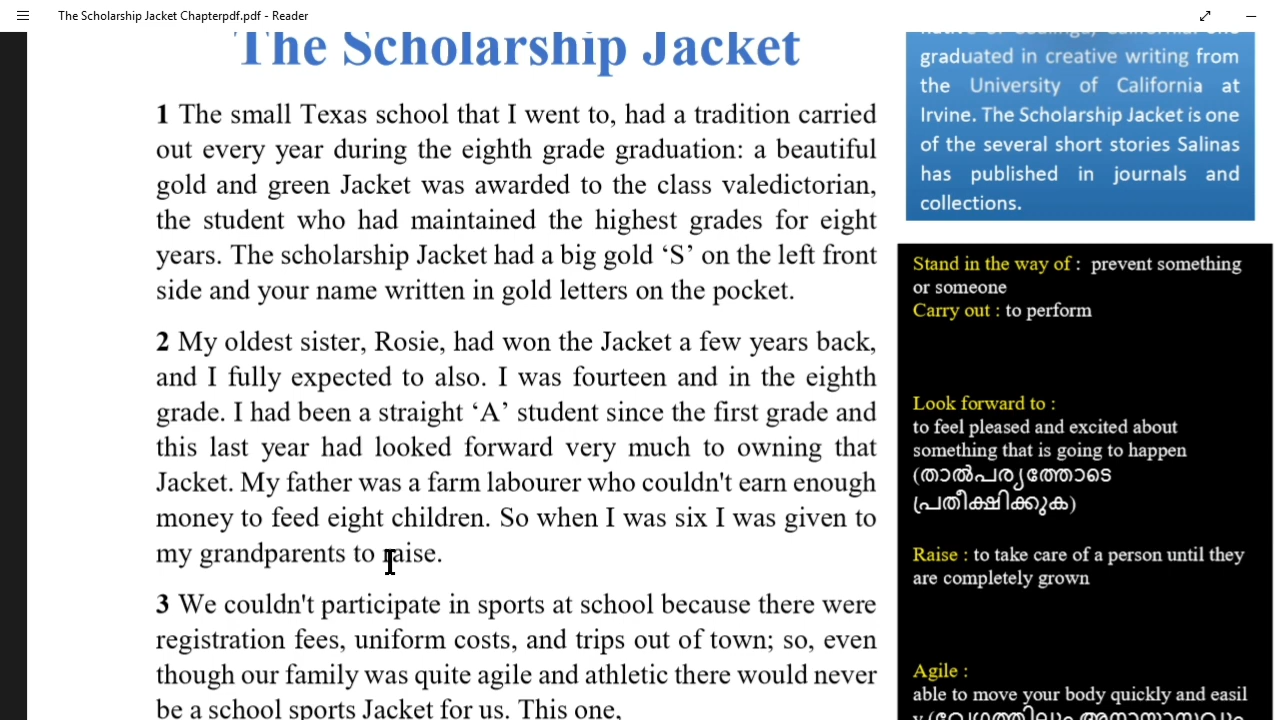 The Scholarship Jacket Chapterpdf.pdf - Reader
The Scholarship Jacket
1 The small Texas school that I went to, had a tradition carried
out every year during the eighth grade graduation: a beautiful
gold and green Jacket was awarded to the class valedictorian,
the student who had maintained the highest grades for eight
years. The scholarship Jacket had a big gold ‘S’ on the left front
side and your name written in gold letters on the pocket.
2 My oldest sister, Rosie, had won the Jacket a few years back,
and I fully expected to also. I was fourteen and in the eighth
grade. I had been a straight ‘A’ student since the first grade and
this last year had looked forward very much to owning that
Jacket. My father was a farm labourer who couldn't earn enough
money to feed eight children. So when I was six I was given to
my grandparents to raise.
3 We couldn't participate in sports at school because there were
registration fees, uniform costs, and trips out of town; so, even
though our family was quite agile and athletic there would never
be a school sports Jacket for us. This one,
graduated in creative writing from
the University of California at
Irvine. The Scholarship Jacket is one
of the several short stories Salinas
has published in journals and
collections.
Stand in the way of : prevent something
or someone
Carry out : to perform
Look forward to :
to feel pleased and excited about
something that is going to happen
(താൽപര്യത്തോടെ
പ്രതീക്ഷിക്കുക)
Raise : to take care of a person until they
are completely grown
Agile :
able to move your body quickly and easil